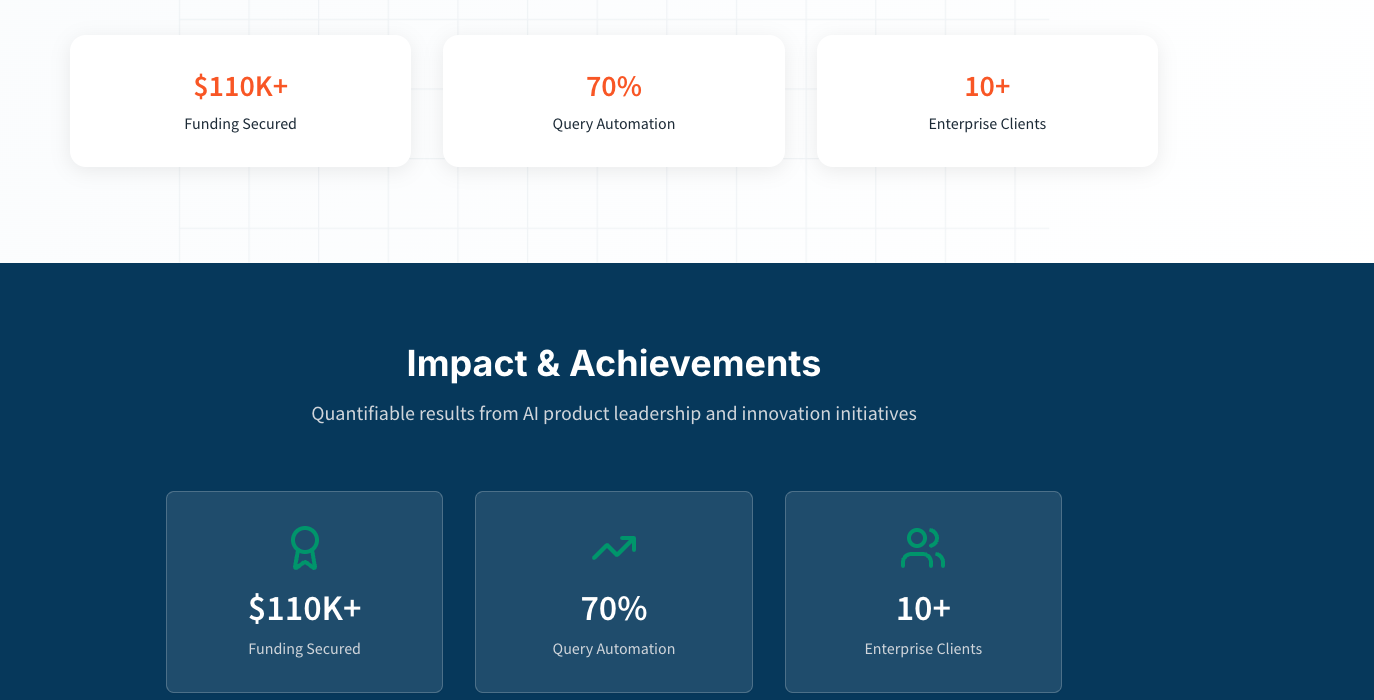 $110K+
Funding Secured
70%
Query Automation
10+
Enterprise Clients
Impact & Achievements
Quantifiable results from AI product leadership and innovation initiatives
$110K+
Funding Secured
70%
Query Automation
10+
Enterprise Clients